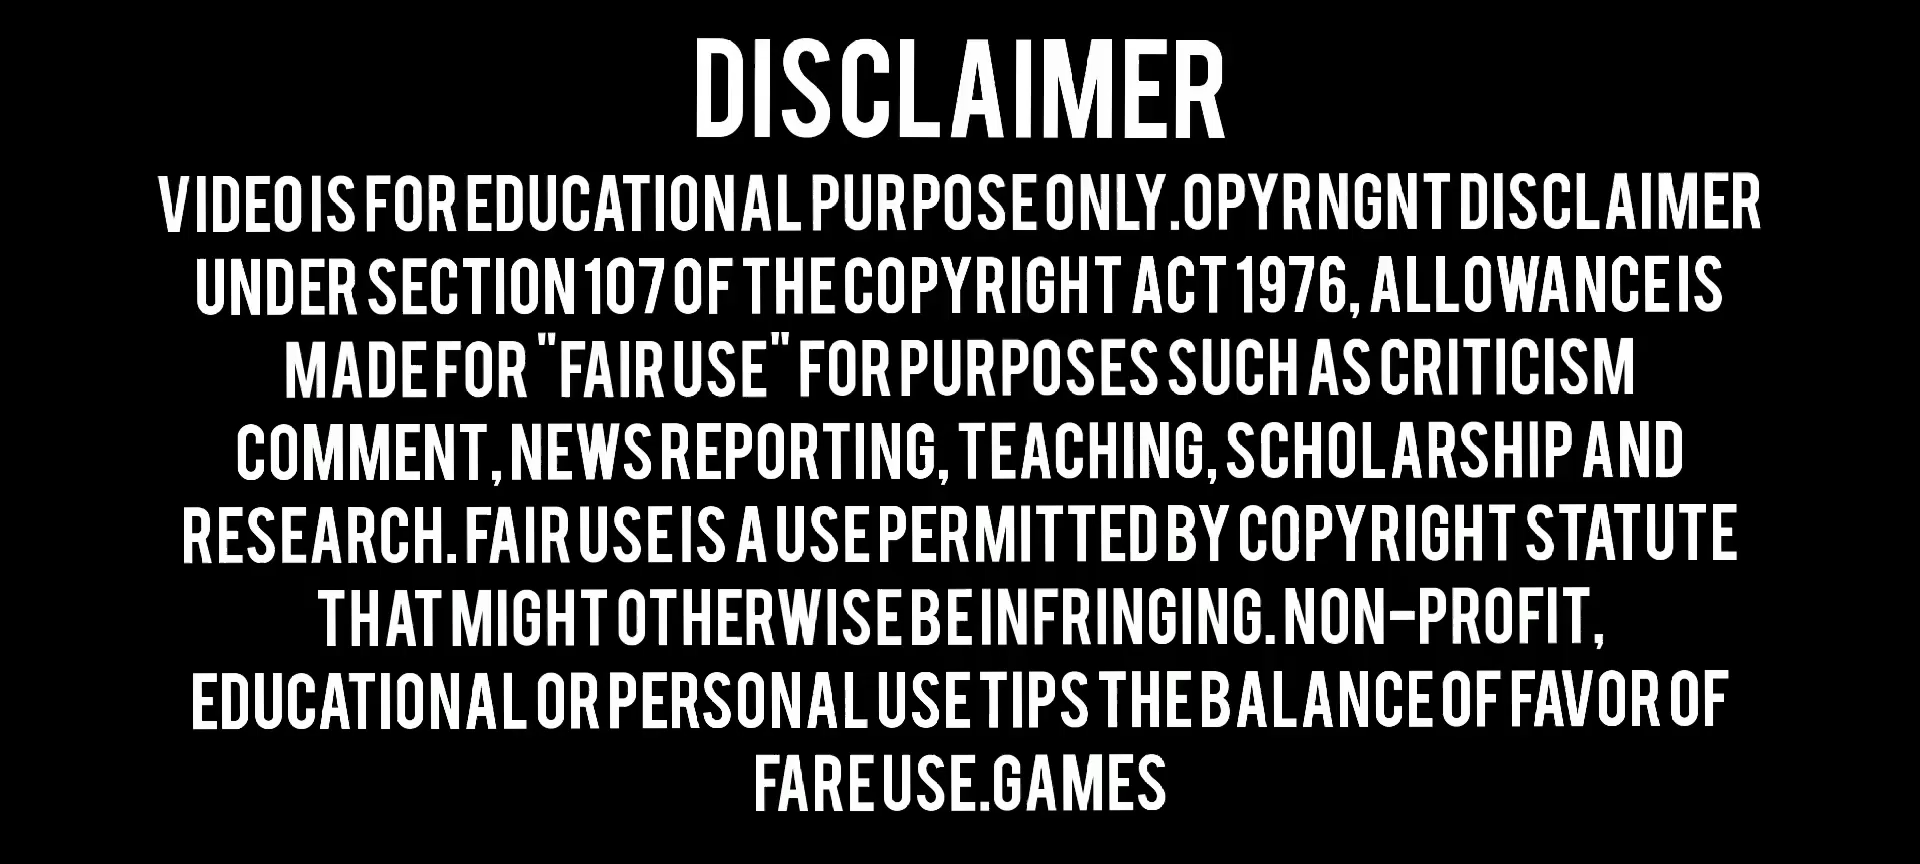 DISCLAIMER
VIDEO IS FOR EDUCATIONAL PURPOSE ONLY.OPYRNGNT DISCLAIMER
UNDER SECTION 107 OF THE COPYRIGHT ACT 1976, ALLOWANCE IS
MADE FOR "FAIR USE" FOR PURPOSES SUCH AS CRITICISM
COMMENT, NEWS REPORTING, TEACHING, SCHOLARSHIP AND
RESEARCH. FAIR USE IS A USE PERMITTED BY COPYRIGHT STATUTE
THAT MIGHT OTHERWISE BE INFRINGING. NON-PROFIT,
EDUCATIONAL OR PERSONAL USE TIPS THE BALANCE OF FAVOR OF
FARE USE.GAMES